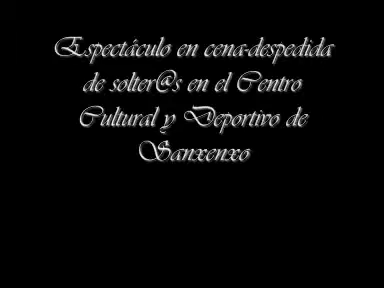 Espectáculo en cena-despedida
de solter@s en el Centro
Cultural y Deportivo de
Sanxenxo